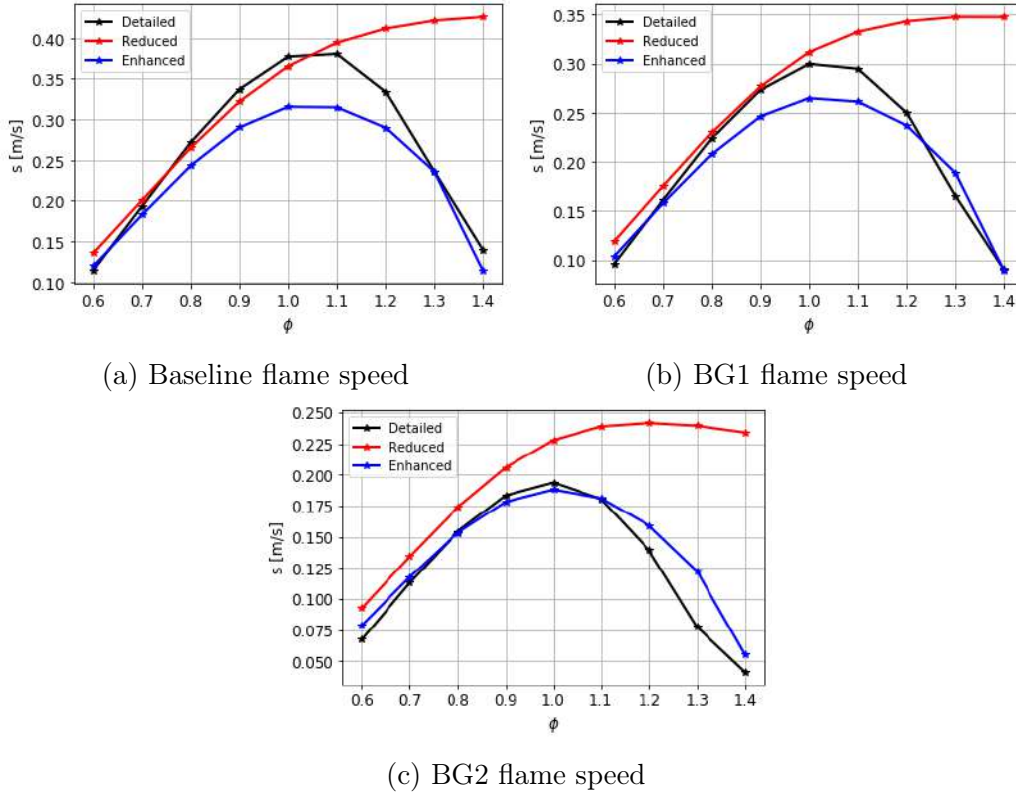 Detailed
Reduced
Enhanced
0.40
0.35
0.30
0.25
0.20
0.15
0.10
s [m/s]
0.6 0.7 0.8 0.9 1.0 1.1 1.2 1.3 1.4
ϕ
(a) Baseline flame speed
Detailed
Reduced
Enhanced
0.35
0.30
0.25
0.20
0.15
0.10
s [m/s]
0.6 0.7 0.8 0.9 1.0 1.1 1.2 1.3 1.4
ϕ
(b) BG1 flame speed
Detailed
Reduced
Enhanced
0.250
0.225
0.200
0.175
0.150
0.125
0.100
0.075
0.050
s [m/s]
0.6 0.7 0.8 0.9 1.0 1.1 1.2 1.3 1.4
ϕ
(c) BG2 flame speed